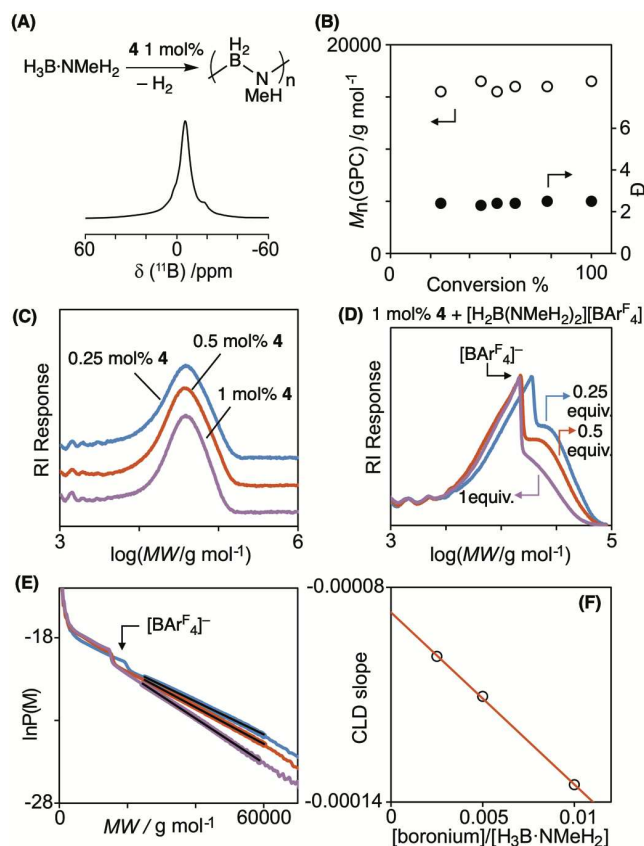 (A)
H₃B·NMeH₂
4 1 mol%
– H₂
H₂
B
N
MeH
n
60 0 -60
δ (¹¹B) /ppm
(B)
20000
0
Mn(GPC) /g mol⁻¹
6
4
2
0
Đ
0 50 100
Conversion %
(C)
0.25 mol% 4
0.5 mol% 4
1 mol% 4
RI Response
3 6
log(MW/g mol⁻¹)
(D)
1 mol% 4 + [H₂B(NMeH₂)₂][BArF₄]
[BArF₄]⁻
0.25
equiv.
0.5
equiv.
1equiv.
RI Response
3 5
log(MW/g mol⁻¹)
(E)
[BArF₄]⁻
-18
-28
lnP(M)
0 60000
MW / g mol⁻¹
(F)
-0.00008
-0.00014
CLD slope
0 0.005 0.01
[boronium]/[H₃B·NMeH₂]